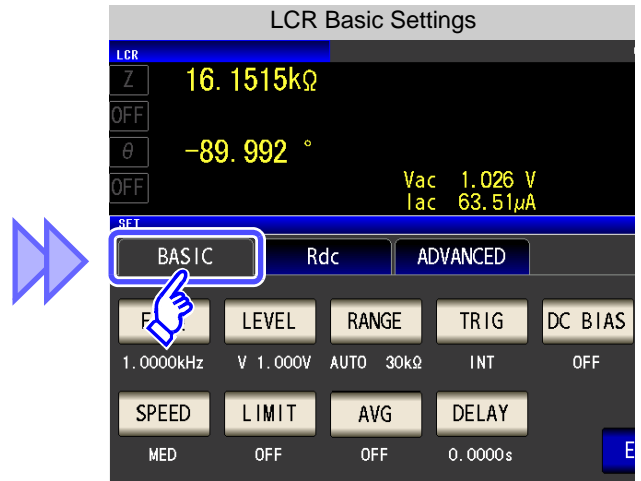 LCR Basic Settings
LCR
Z 16.1515kΩ
OFF
θ -89.992 °
OFF Vac 1.026 V
Iac 63.51μA
SET
BASIC Rdc ADVANCED
LEVEL RANGE TRIG DC BIAS
1.0000kHz V 1.000V AUTO 30kΩ INT OFF
SPEED LIMIT AVG DELAY
MED OFF OFF 0.0000s